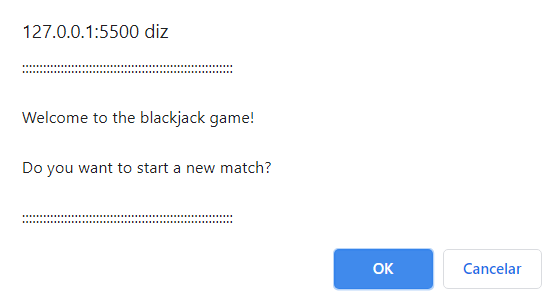 127.0.0.1:5500 diz
::::::::::::::::::::::::::::::::::::::::::::::::::::::::::::
Welcome to the blackjack game!
Do you want to start a new match?
::::::::::::::::::::::::::::::::::::::::::::::::::::::::::::
OK Cancelar